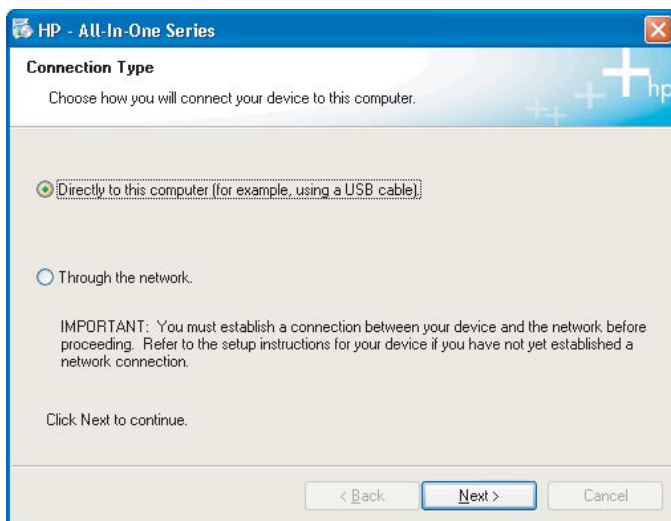 HP - All-In-One Series
Connection Type
Choose how you will connect your device to this computer.
hp
Directly to this computer (for example, using a USB cable).
Through the network.
IMPORTANT: You must establish a connection between your device and the network before
proceeding. Refer to the setup instructions for your device if you have not yet established a
network connection.
Click Next to continue.
< Back Next > Cancel